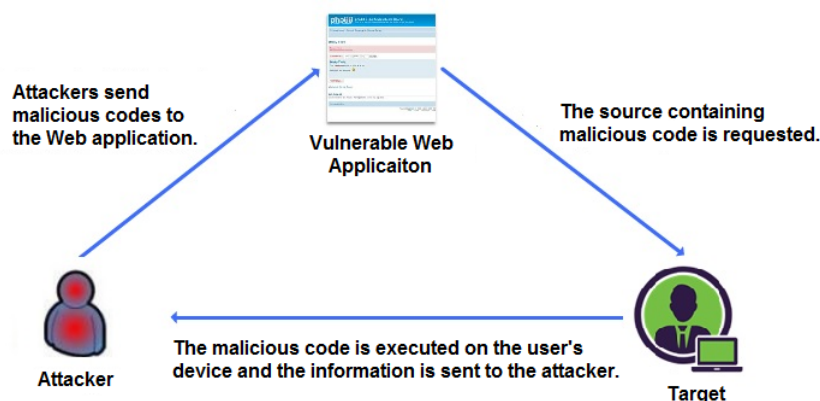 phpBB
Attackers send
malicious codes to
the Web application.
The source containing
malicious code is requested.
Vulnerable Web
Applicaiton
The malicious code is executed on the user's
device and the information is sent to the attacker.
Attacker
Target